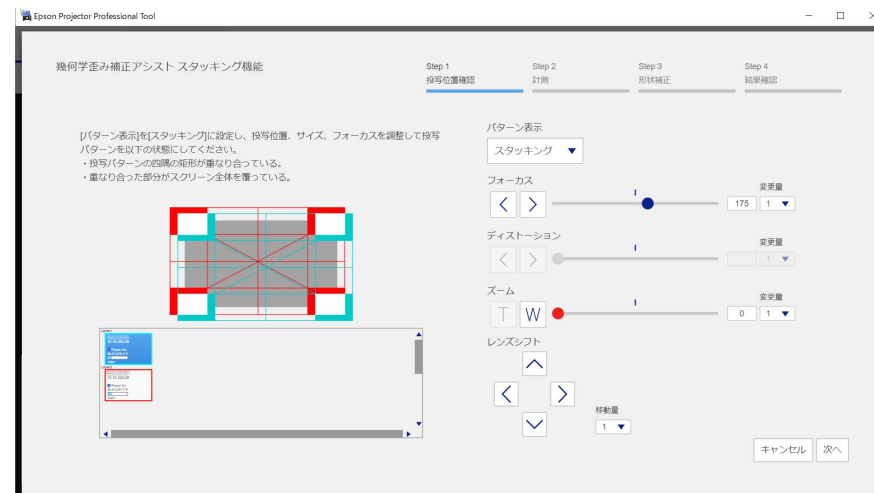 Epson Projector Professional Tool
幾何学歪み補正アシスト スタッキング機能
Step 1
投写位置確認
Step 2
計測
Step 3
形状補正
Step 4
結果確認
[パターン表示]を[スタッキング]に設定し、投写位置、サイズ、フォーカスを調整して投写
パターンを以下の状態にしてください。
・投写パターンの四隅の矩形が重なり合っている。
・重なり合った部分がスクリーン全体を覆っている。
Layer1
Power On
Layer2
Power On
パターン表示
スタッキング
フォーカス
変更量
175
1
ディストーション
変更量
1
ズーム
変更量
T
W
0
1
レンズシフト
移動量
1
キャンセル
次へ